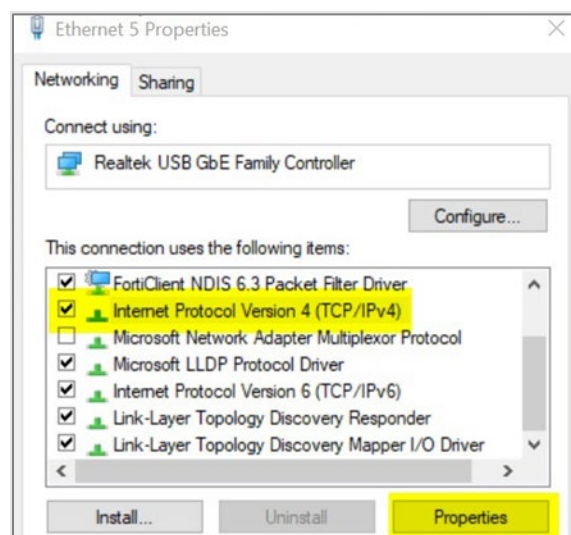 Ethernet 5 Properties
Networking
Sharing
Connect using:
Realtek USB GbE Family Controller
Configure...
This connection uses the following items:
FortiClient NDIS 6.3 Packet Filter Driver
Internet Protocol Version 4 (TCP/IPv4)
Microsoft Network Adapter Multiplexor Protocol
Microsoft LLDP Protocol Driver
Internet Protocol Version 6 (TCP/IPv6)
Link-Layer Topology Discovery Responder
Link-Layer Topology Discovery Mapper I/O Driver
Install...
Uninstall
Properties